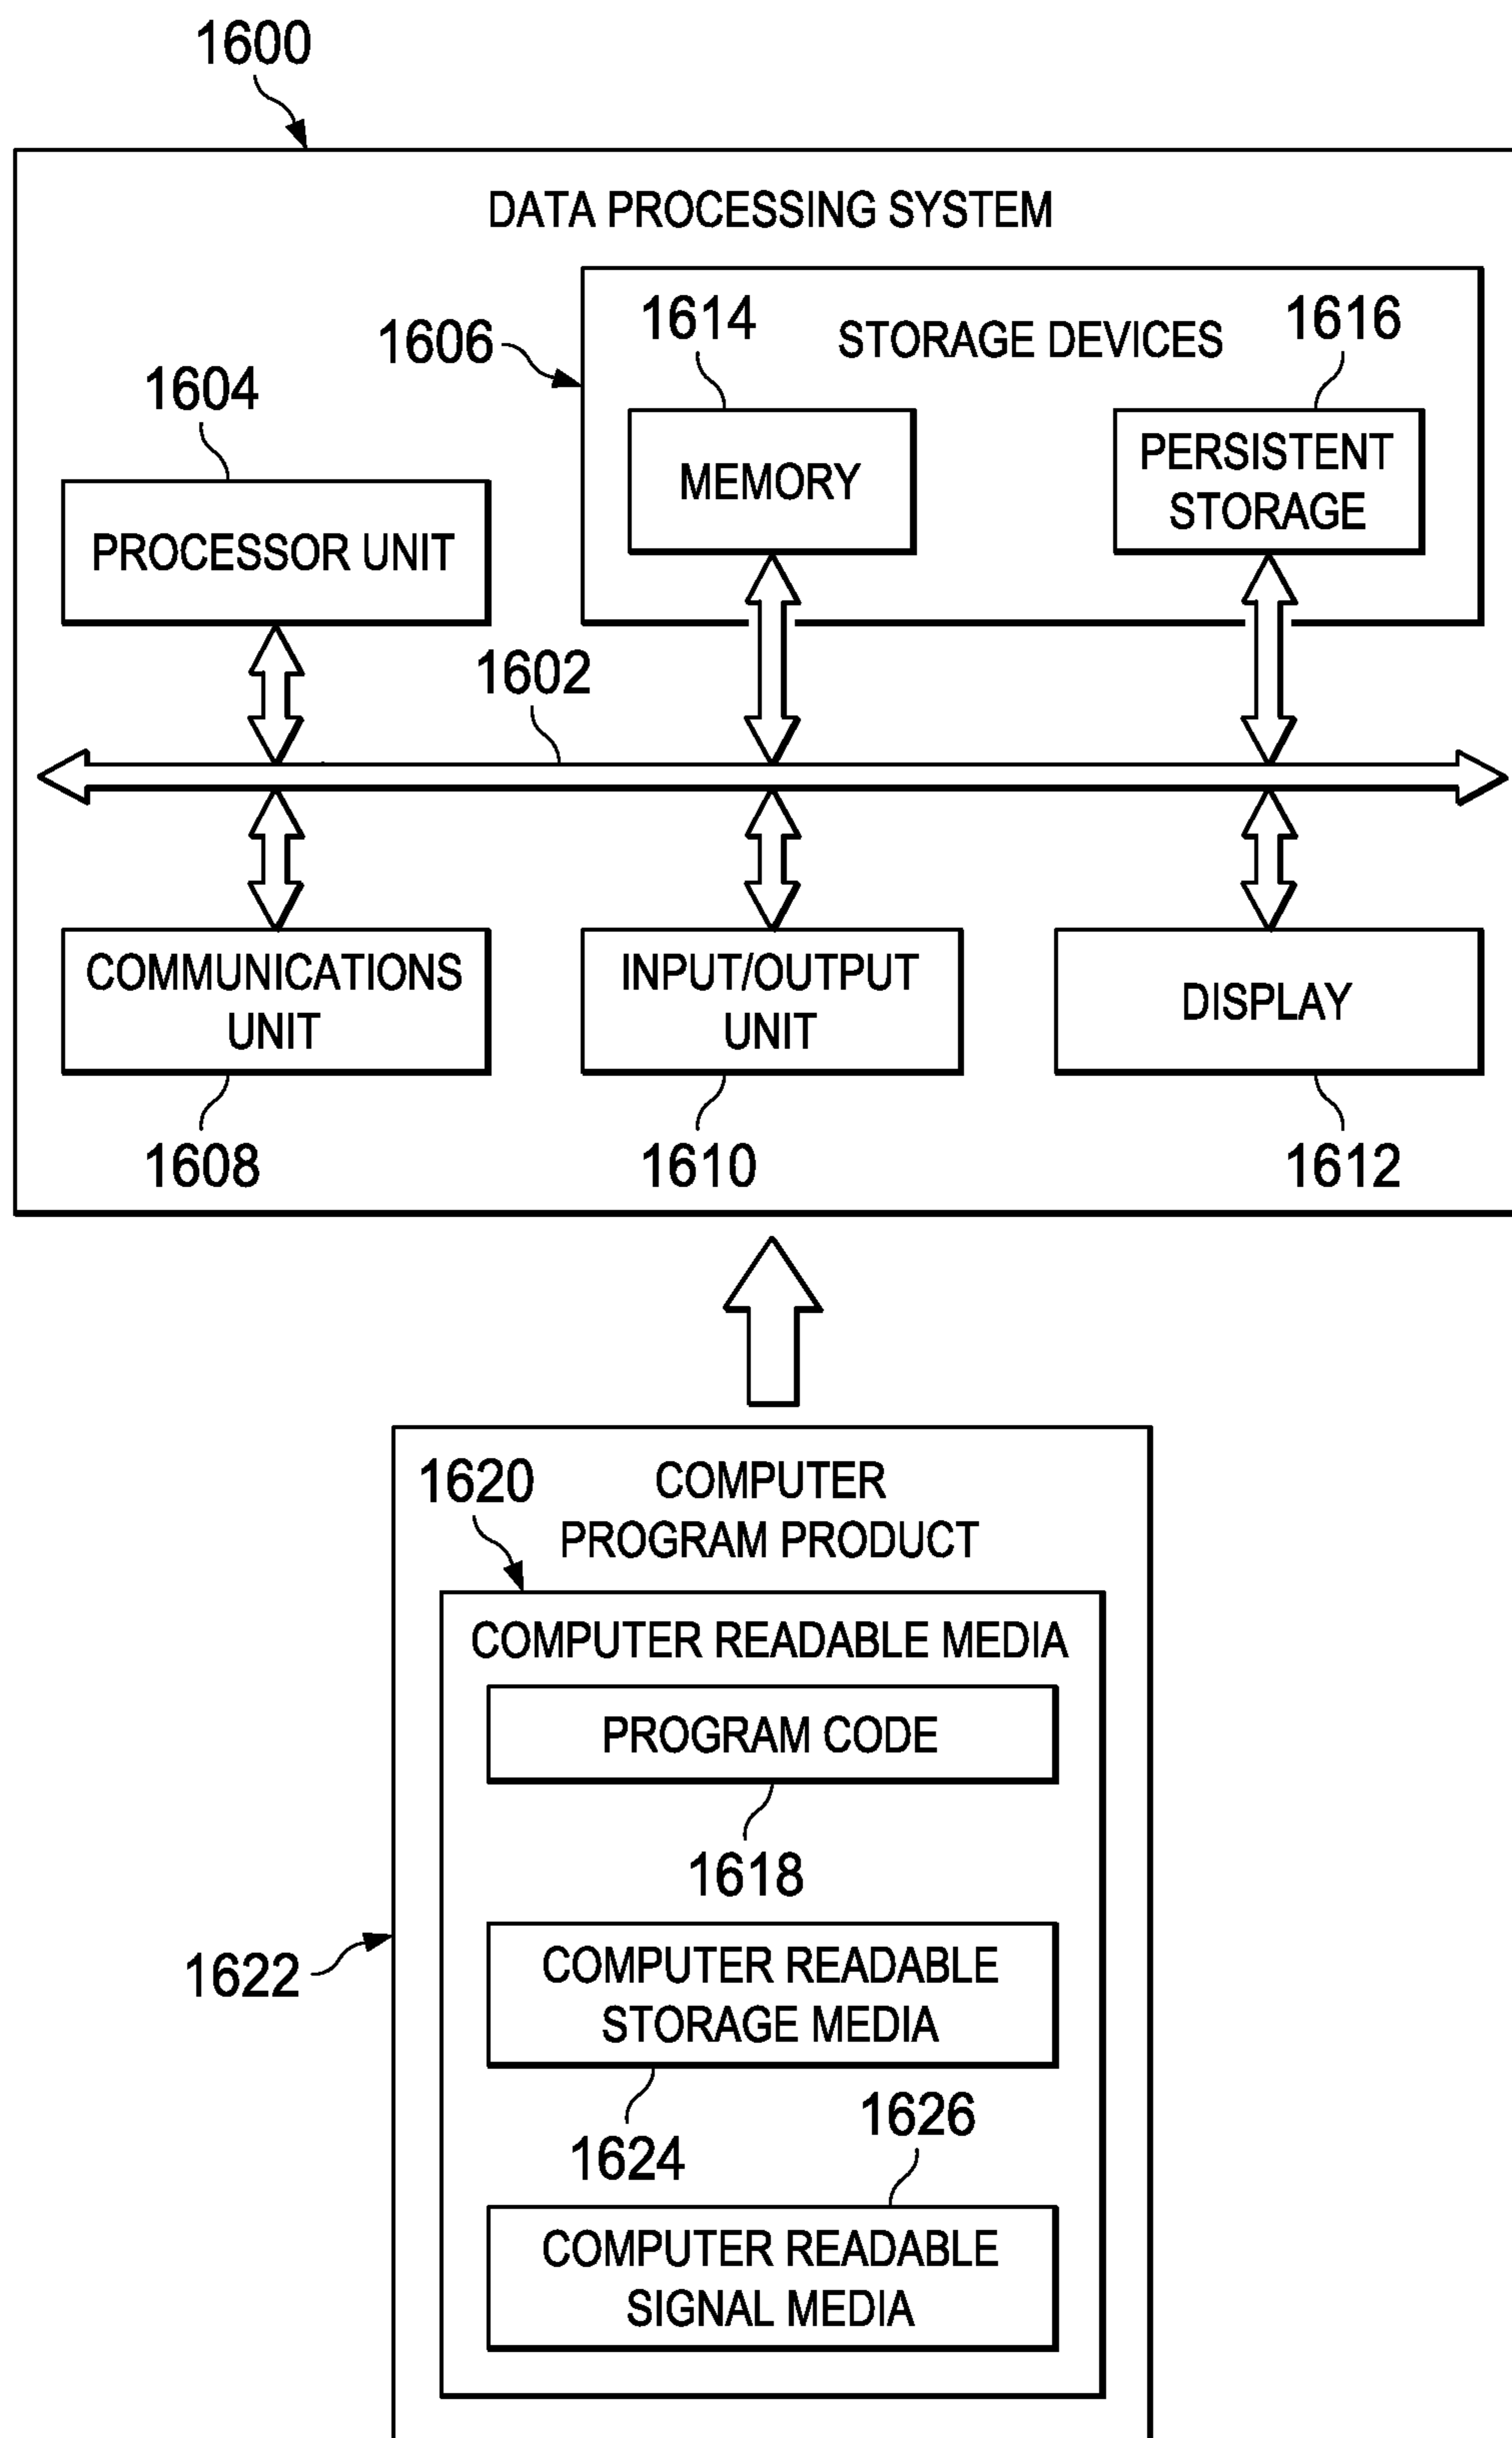 1600
DATA PROCESSING SYSTEM
1606
1614
STORAGE DEVICES
1616
1604
MEMORY
PERSISTENT
STORAGE
PROCESSOR UNIT
1602
COMMUNICATIONS
UNIT
INPUT/OUTPUT
UNIT
DISPLAY
1608
1610
1612
1620
COMPUTER
PROGRAM PRODUCT
COMPUTER READABLE MEDIA
PROGRAM CODE
1618
1622
COMPUTER READABLE
STORAGE MEDIA
1624
1626
COMPUTER READABLE
SIGNAL MEDIA